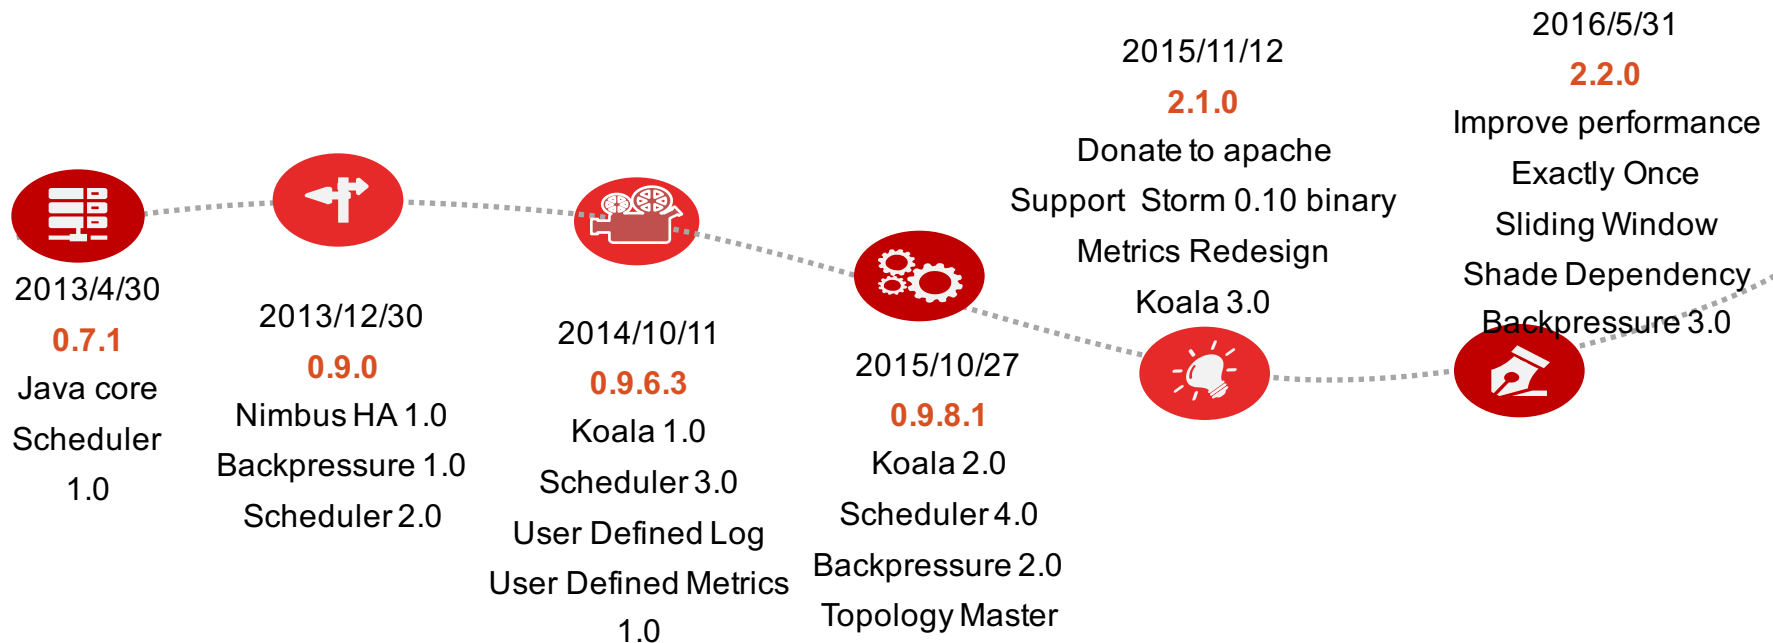 2013/4/30
0.7.1
Java core
Scheduler
1.0
2013/12/30
0.9.0
Nimbus HA 1.0
Backpressure 1.0
Scheduler 2.0
2014/10/11
0.9.6.3
Koala 1.0
Scheduler 3.0
User Defined Log
User Defined Metrics
1.0
2015/10/27
0.9.8.1
Koala 2.0
Scheduler 4.0
Backpressure 2.0
Topology Master
2015/11/12
2.1.0
Donate to apache
Support Storm 0.10 binary
Metrics Redesign
Koala 3.0
2016/5/31
2.2.0
Improve performance
Exactly Once
Sliding Window
Shade Dependency
Backpressure 3.0